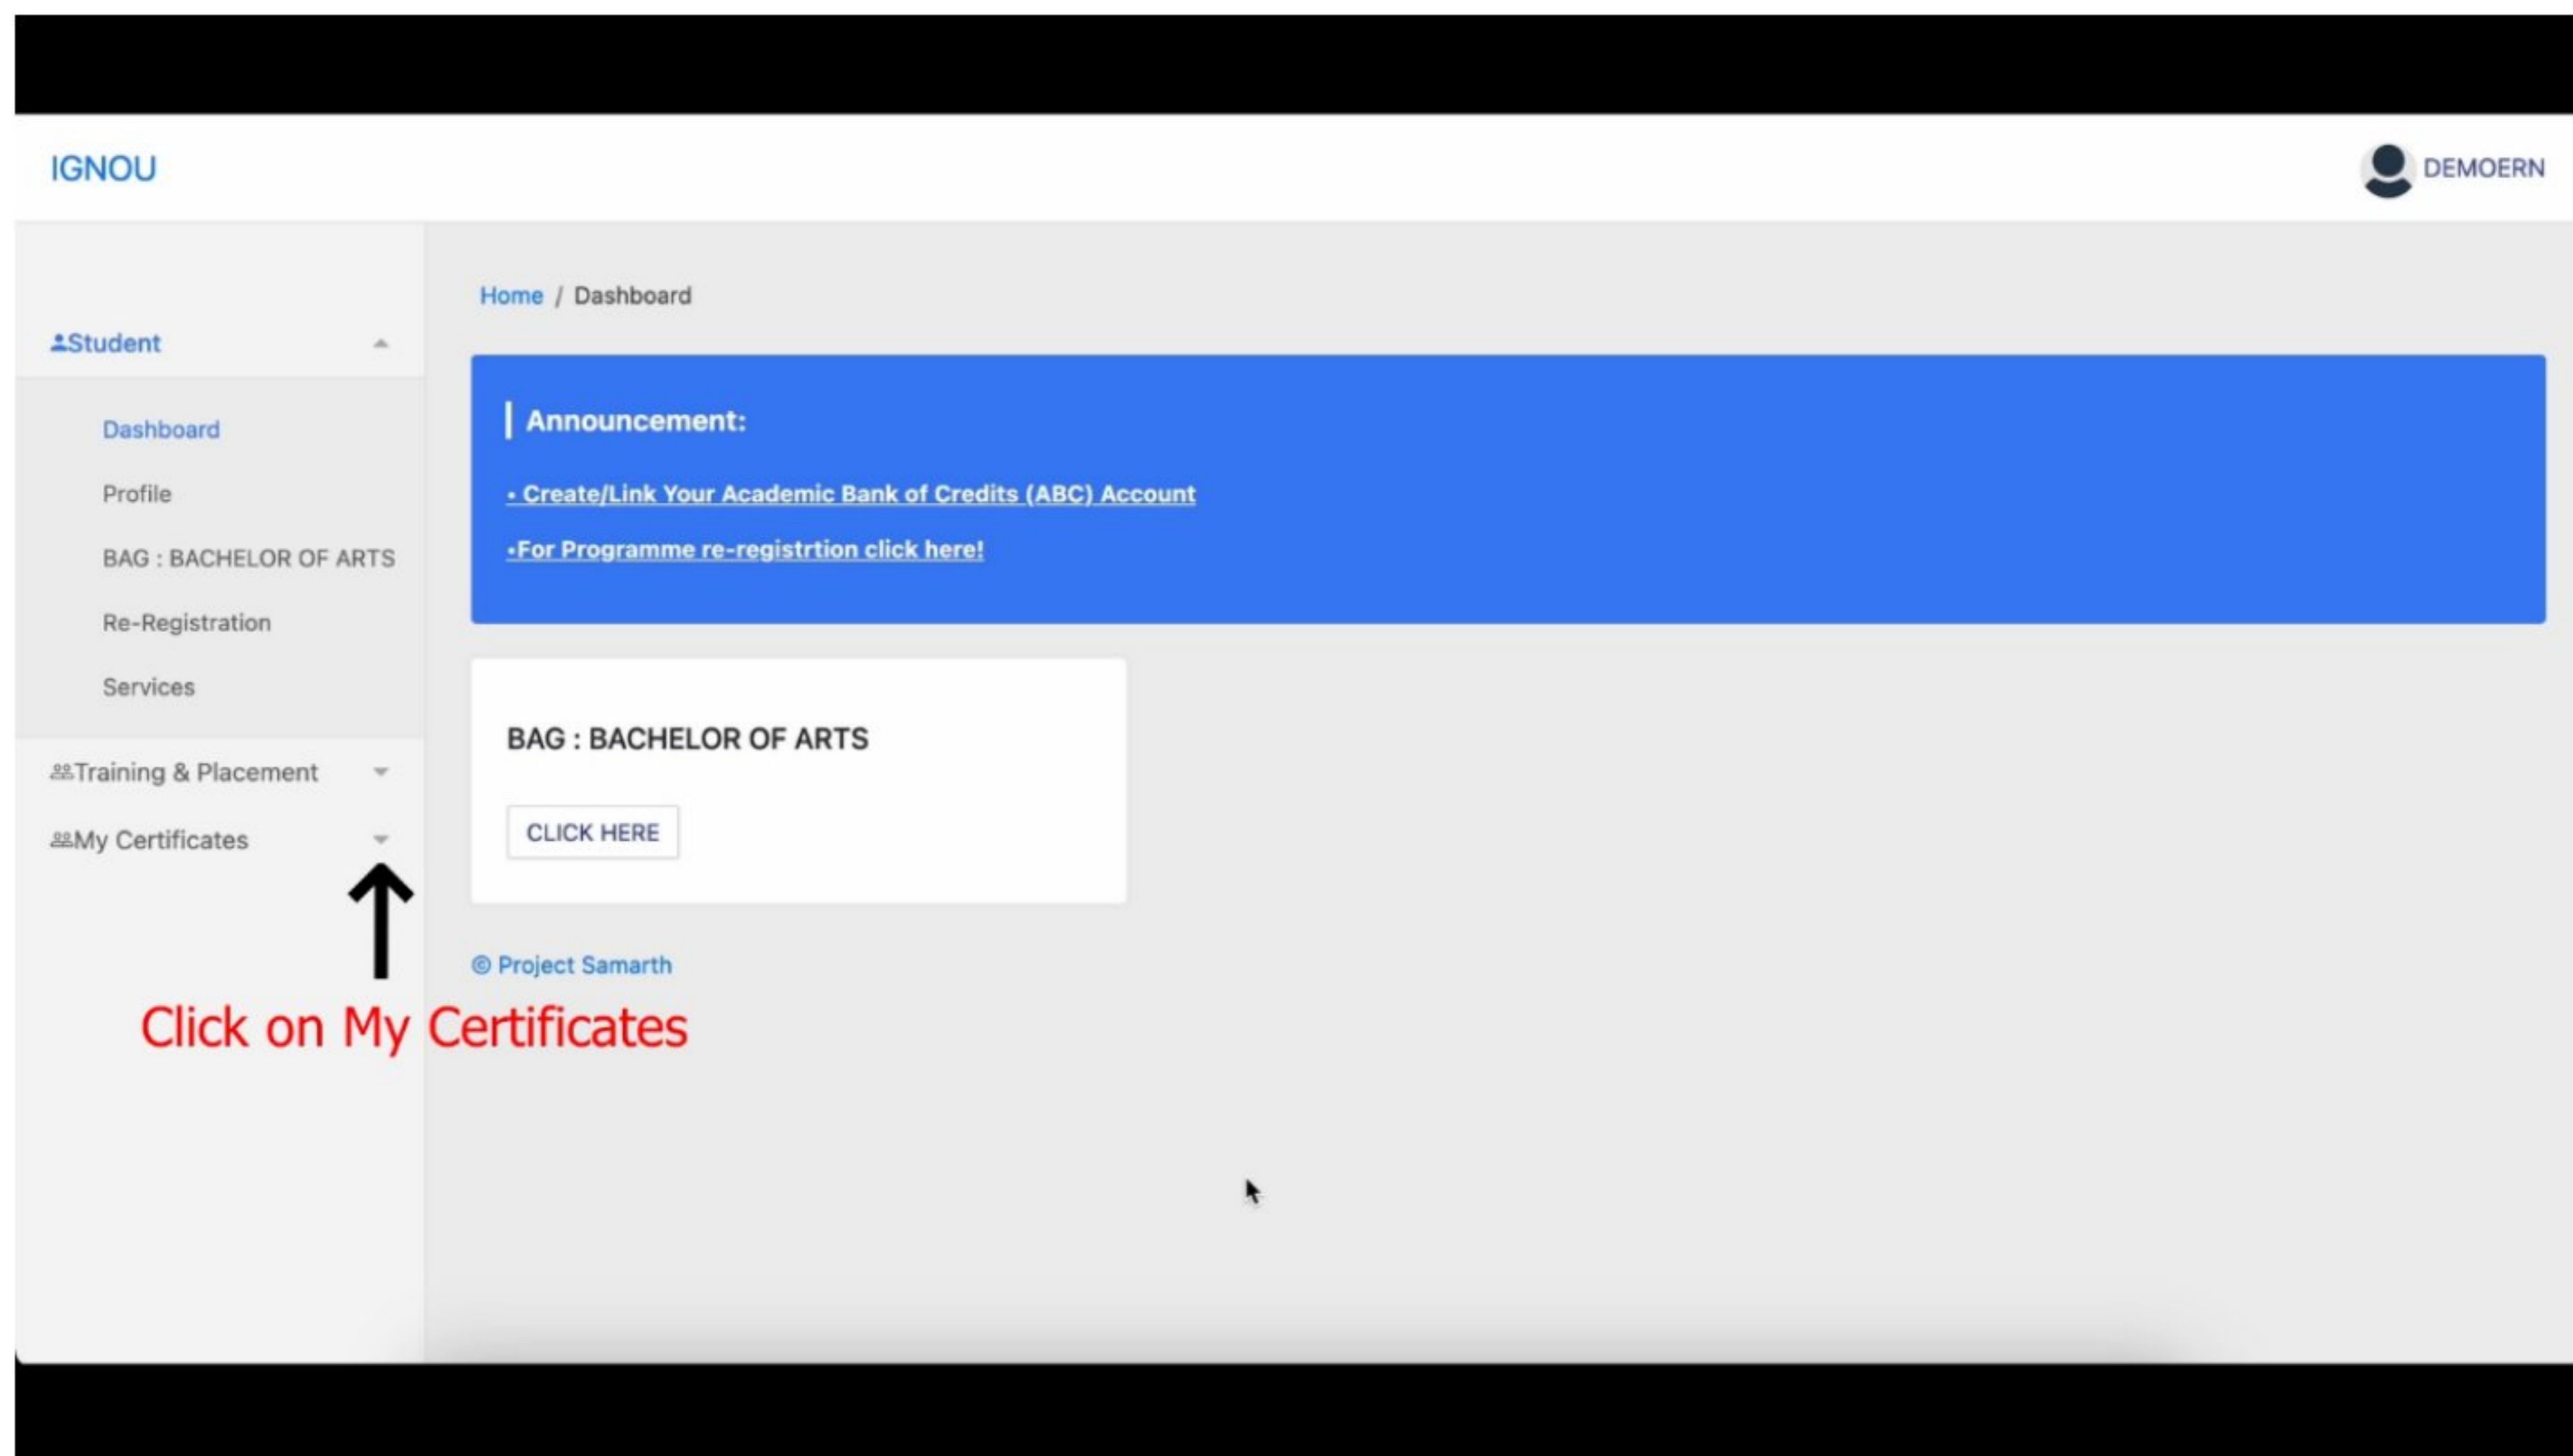 IGNOU
DEMOERN
Home / Dashboard
Student
Dashboard
Profile
BAG : BACHELOR OF ARTS
Re-Registration
Services
Training & Placement
My Certificates
Announcement:
• Create/Link Your Academic Bank of Credits (ABC) Account
•For Programme re-registrtion click here!
BAG : BACHELOR OF ARTS
CLICK HERE
© Project Samarth
Click on My Certificates